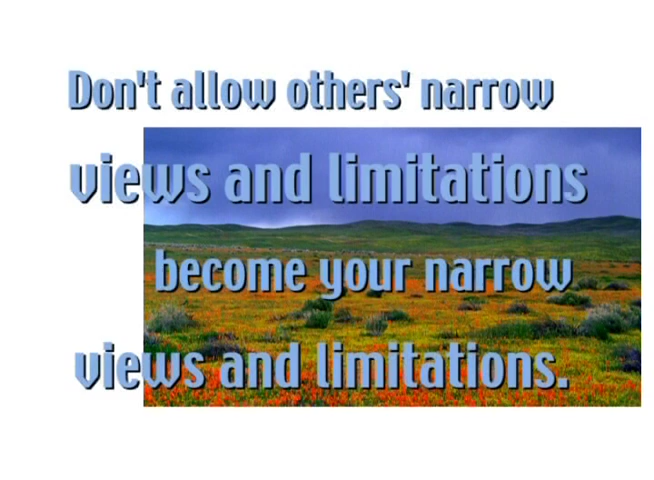 Don't allow others' narrow
views and limitations
become your narrow
views and limitations.